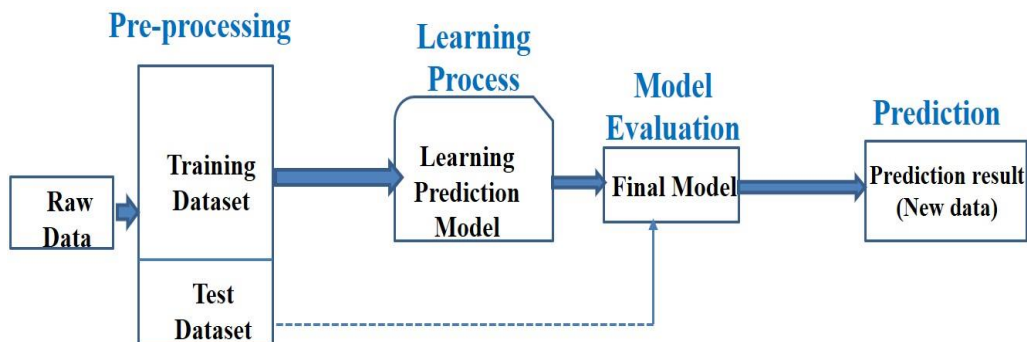 Pre-processing
Raw
Data
Training
Dataset
Test
Dataset
Learning
Process
Learning
Prediction
Model
Model
Evaluation
Final Model
Prediction
Prediction result
(New data)